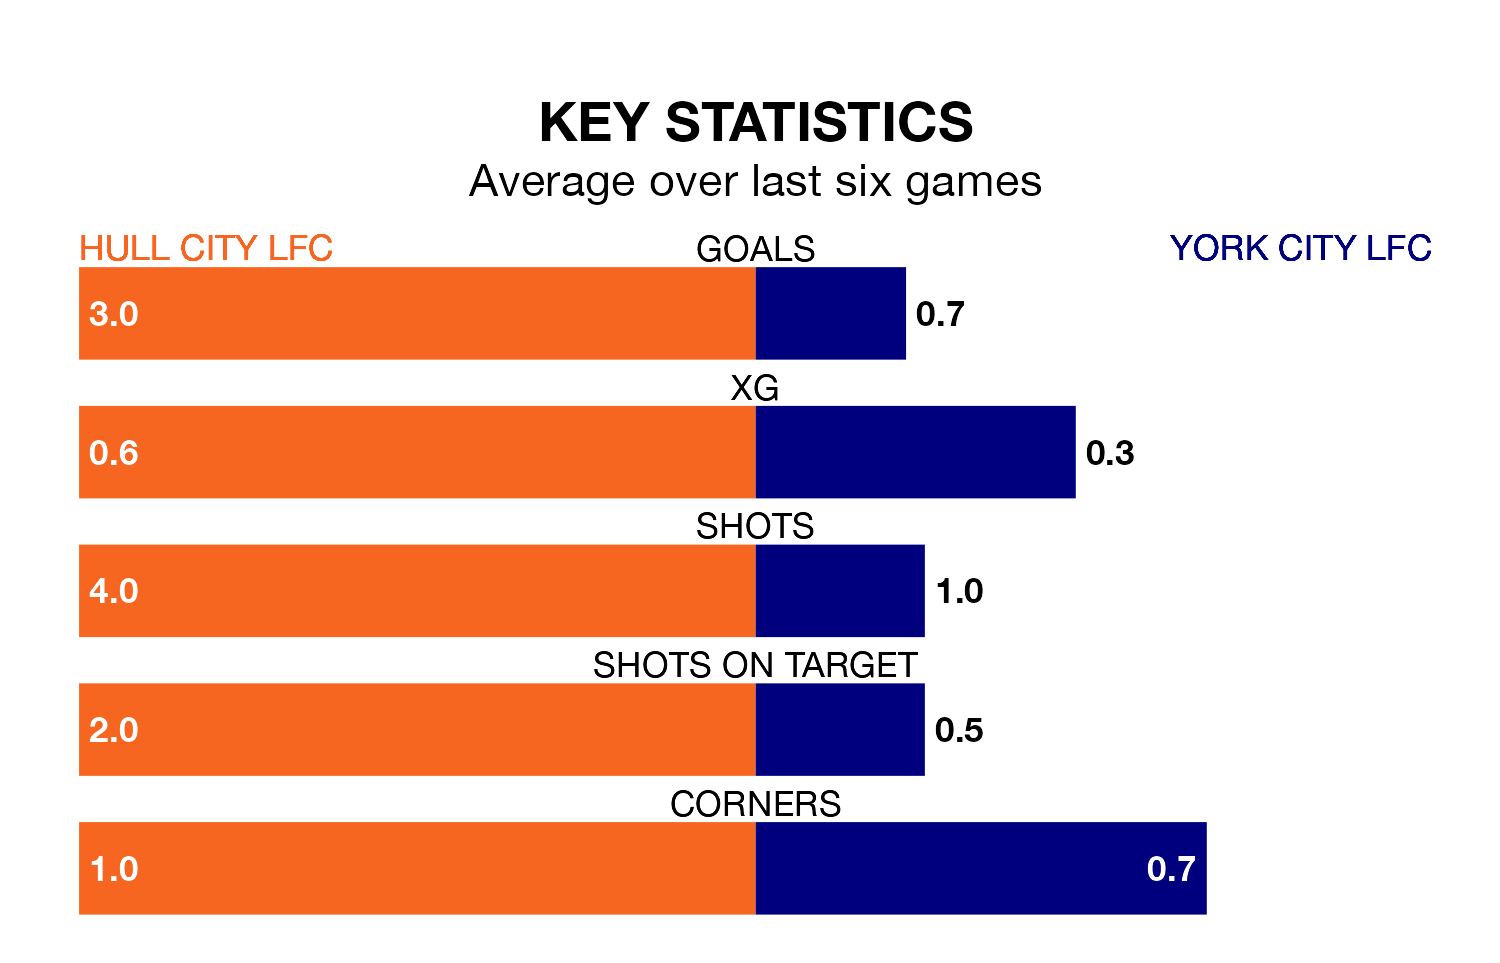 KEY STATISTICS
Average over last six games
HULL CITY LFC GOALS YORK CITY LFC
3.0 0.7
XG
0.6 0.3
SHOTS
4.0 1.0
SHOTS ON TARGET
2.0 0.5
CORNERS
1.0 0.7